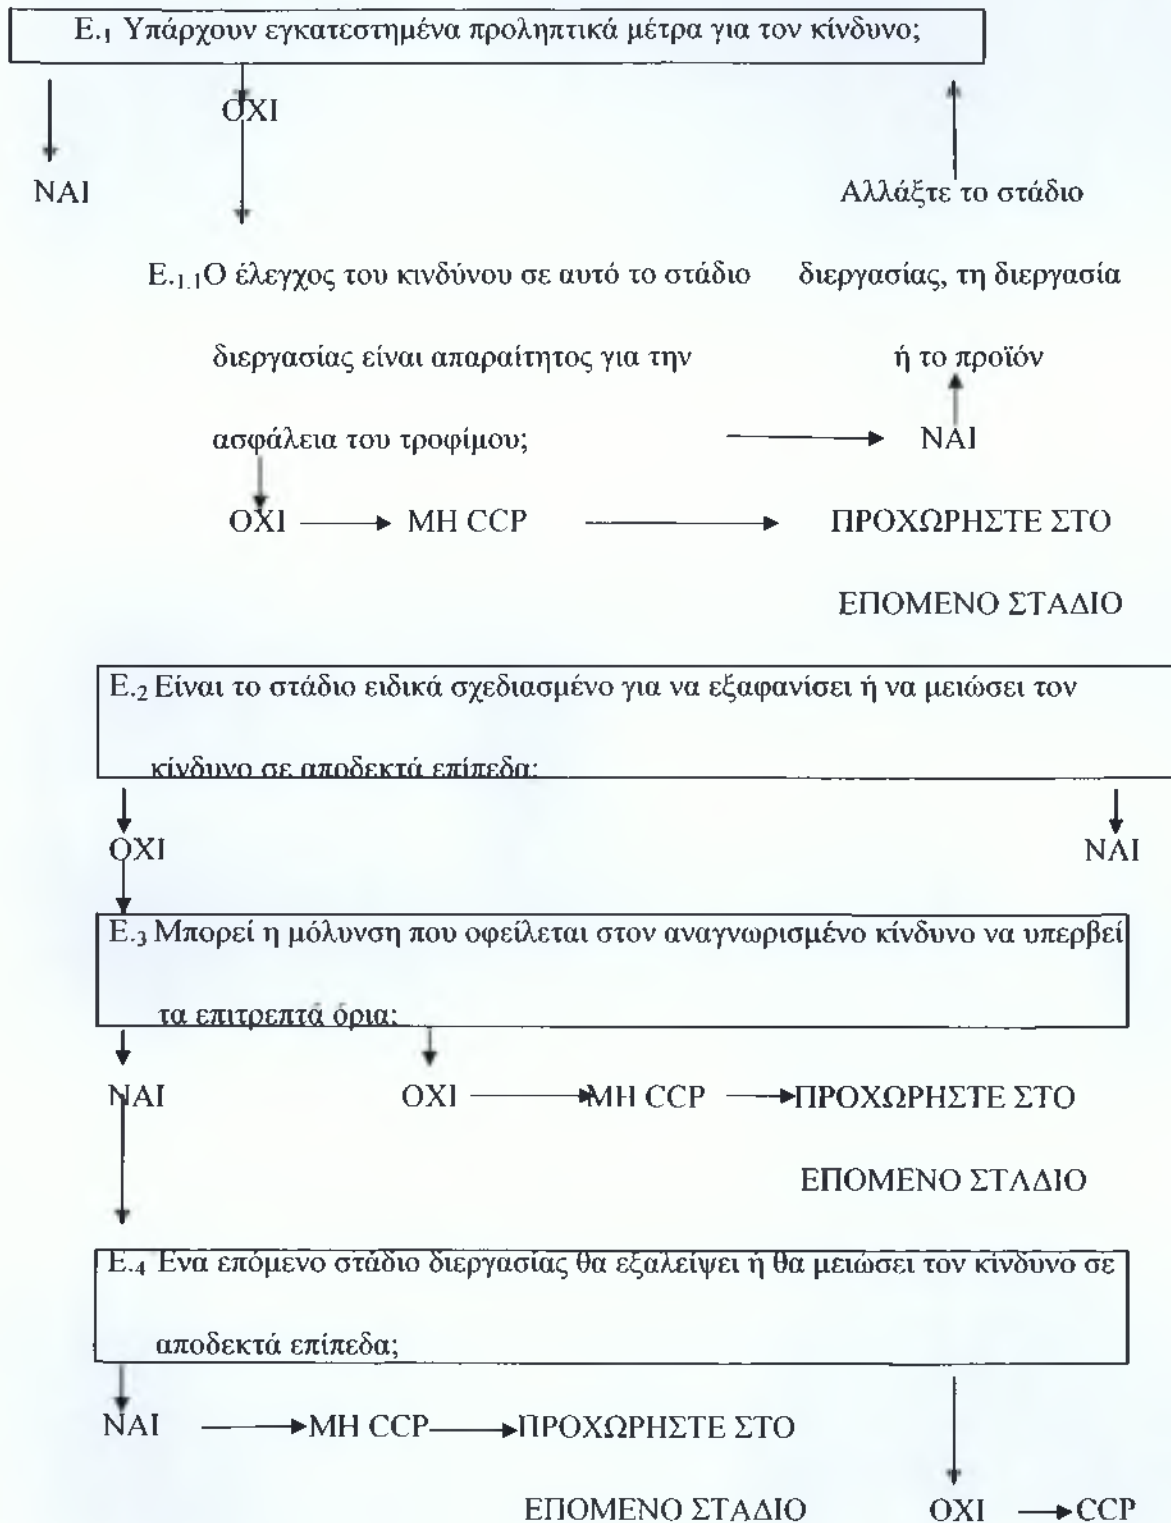 Ε.1 Υπάρχουν εγκατεστημένα προληπτικά μέτρα για τον κίνδυνο;
ΟΧΙ
ΝΑΙ
Αλλάξτε το στάδιο
Ε.1.1Ο έλεγχος του κινδύνου σε αυτό το στάδιο διεργασίας, τη διεργασία
διεργασίας είναι απαραίτητος για την ή το προϊόν
ασφάλεια του τροφίμου; ΝΑΙ
ΟΧΙ ΜΗ CCP ΠΡΟΧΩΡΗΣΤΕ ΣΤΟ
ΕΠΟΜΕΝΟ ΣΤΑΔΙΟ
Ε.2 Είναι το στάδιο ειδικά σχεδιασμένο για να εξαφανίσει ή να μειώσει τον
κίνδυνο σε αποδεκτά επίπεδα;
ΟΧΙ ΝΑΙ
Ε.3 Μπορεί η μόλυνση που οφείλεται στον αναγνωρισμένο κίνδυνο να υπερβεί
τα επιτρεπτά όρια;
ΝΑΙ ΟΧΙ ΜΗ CCP ΠΡΟΧΩΡΗΣΤΕ ΣΤΟ
ΕΠΟΜΕΝΟ ΣΤΑΔΙΟ
Ε.4 Ένα επόμενο στάδιο διεργασίας θα εξαλείψει ή θα μειώσει τον κίνδυνο σε
αποδεκτά επίπεδα;
ΝΑΙ ΜΗ CCP ΠΡΟΧΩΡΗΣΤΕ ΣΤΟ
ΕΠΟΜΕΝΟ ΣΤΑΔΙΟ ΟΧΙ CCP